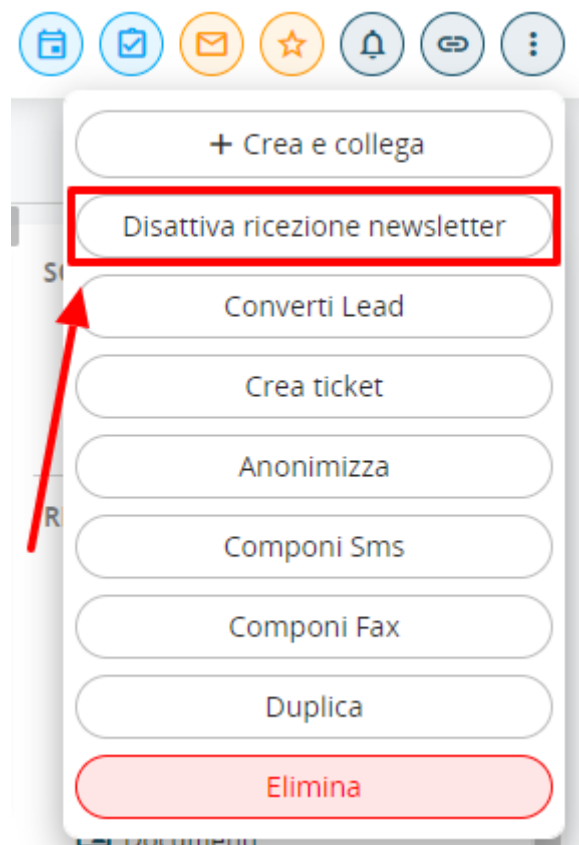 + Crea e collega
Disattiva ricezione newsletter
Converti Lead
Crea ticket
Anonimizza
Componi Sms
Componi Fax
Duplica
Elimina